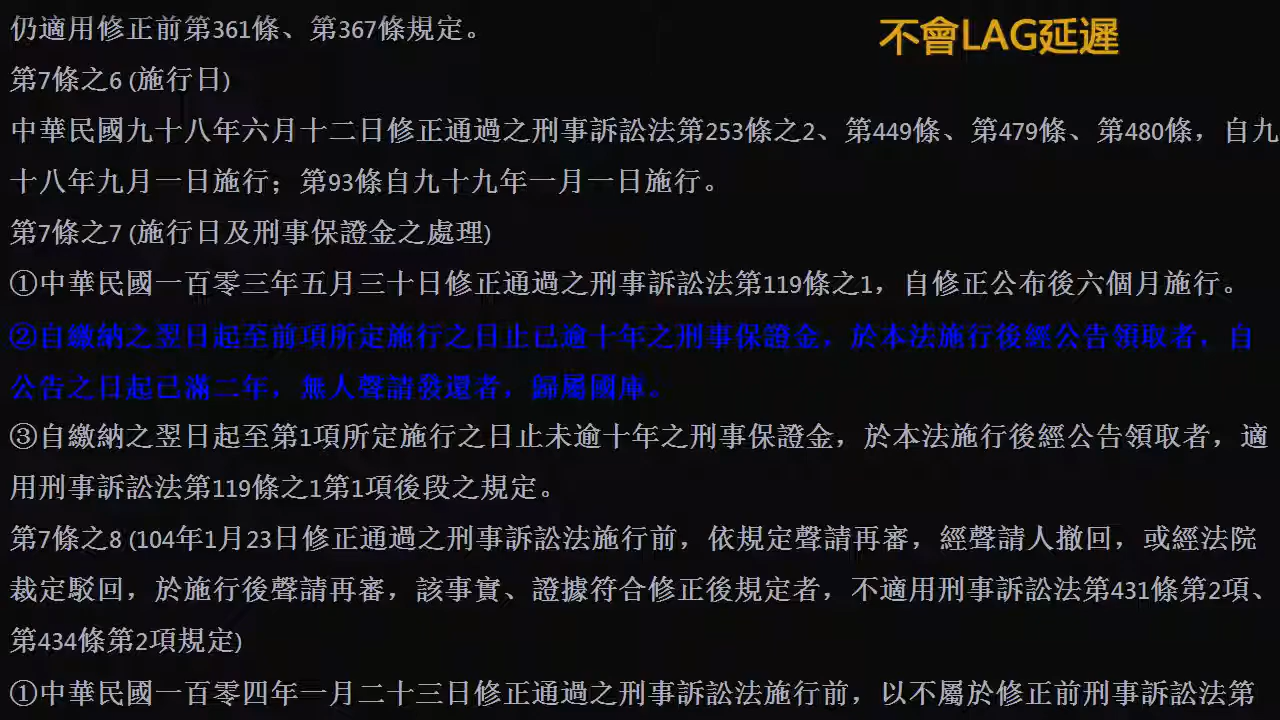 仍適用修正前第361條、第367條規定。
不會LAG延遲
第7條之6 (施行日)
中華民國九十八年六月十二日修正通過之刑事訴訟法第253條之2、第449條、第479條、第480條，自九
十八年九月一日施行；第93條自九十九年一月一日施行。
第7條之7 (施行日及刑事保證金之處理)
①中華民國一百零三年五月三十日修正通過之刑事訴訟法第119條之1，自修正公布後六個月施行。
②自繳納之翌日起至前項所定施行之日止已逾十年之刑事保證金，於本法施行後經公告領取者，自
公告之日起已滿二年，無人聲請發還者，歸屬國庫。
③自繳納之翌日起至第1項所定施行之日止未逾十年之刑事保證金，於本法施行後經公告領取者，適
用刑事訴訟法第119條之1第1項後段之規定。
第7條之8 (104年1月23日修正通過之刑事訴訟法施行前，依規定聲請再審，經聲請人撤回，或經法院
裁定駁回，於施行後聲請再審，該事實、證據符合修正後規定者，不適用刑事訴訟法第431條第2項、
第434條第2項規定)
①中華民國一百零四年一月二十三日修正通過之刑事訴訟法施行前，以不屬於修正前刑事訴訟法第